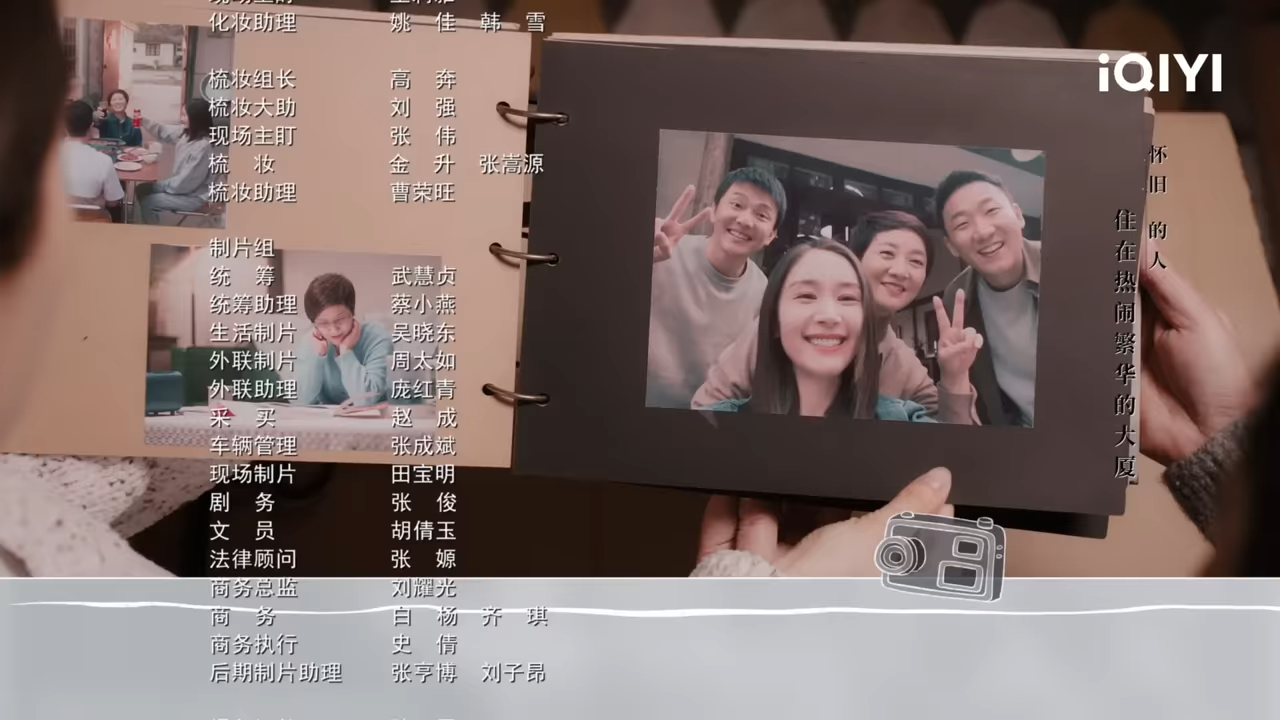 化妆助理 姚佳 韩雪
梳妆组长 高奔
梳妆大助 刘强
现场主盯 张伟
梳妆 金升 张嵩源
梳妆助理 曹荣旺
制片组
统筹 武慧贞
统筹助理 蔡小燕
生活制片 吴晓东
外联制片 周太如
外联助理 庞红青
采买 赵成
车辆管理 张成斌
现场制片 田宝明
剧务 张俊
文员 胡倩玉
法律顾问 张嫄
商务总监 刘耀光
商务 白杨 齐琪
商务执行 史倩
后期制片助理 张亨博 刘子昂
iQIYI
怀旧的人
住在热闹繁华的大厦